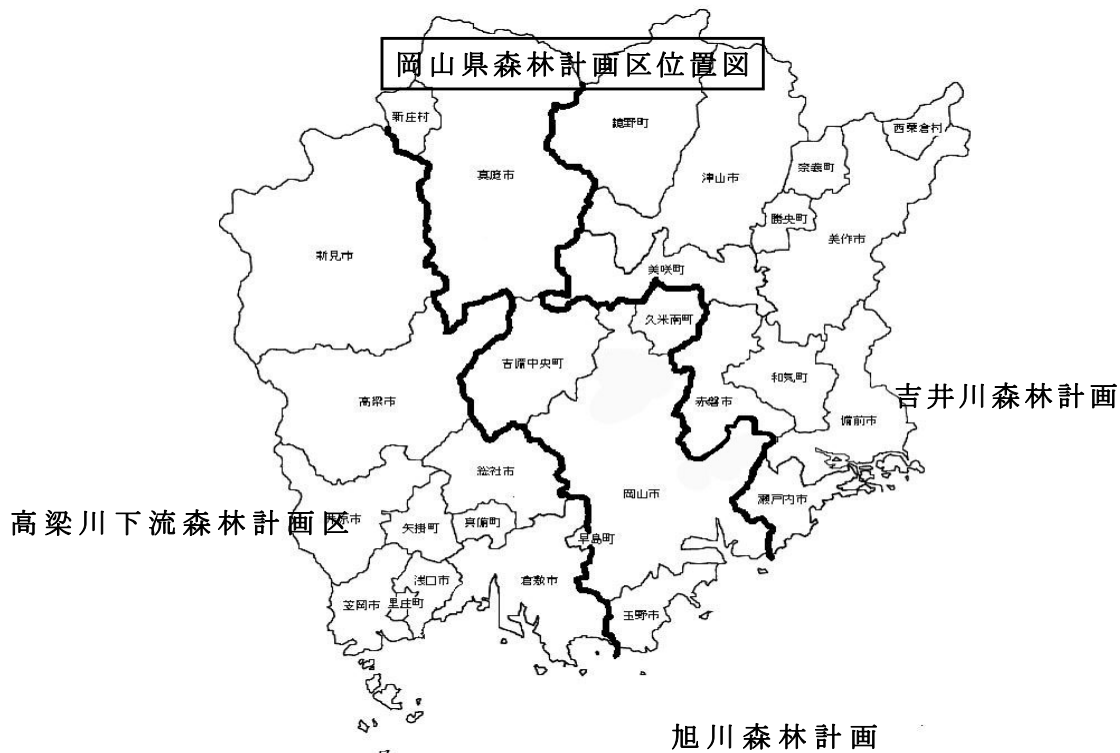 岡山県森林計画区位置図
新庄村
鏡野町
西粟倉村
真庭市
津山市
奈義町
勝央町
美作市
新見市
美咲町
久米南町
吉備中央町
和気町
高梁市
赤磐市
吉井川森林計画
備前市
総社市
岡山市
瀬戸内市
高梁川下流森林計画区
原市
矢掛町
真備町
早島町
浅口市
倉敷市
笠岡市
里庄町
玉野市
旭川森林計画